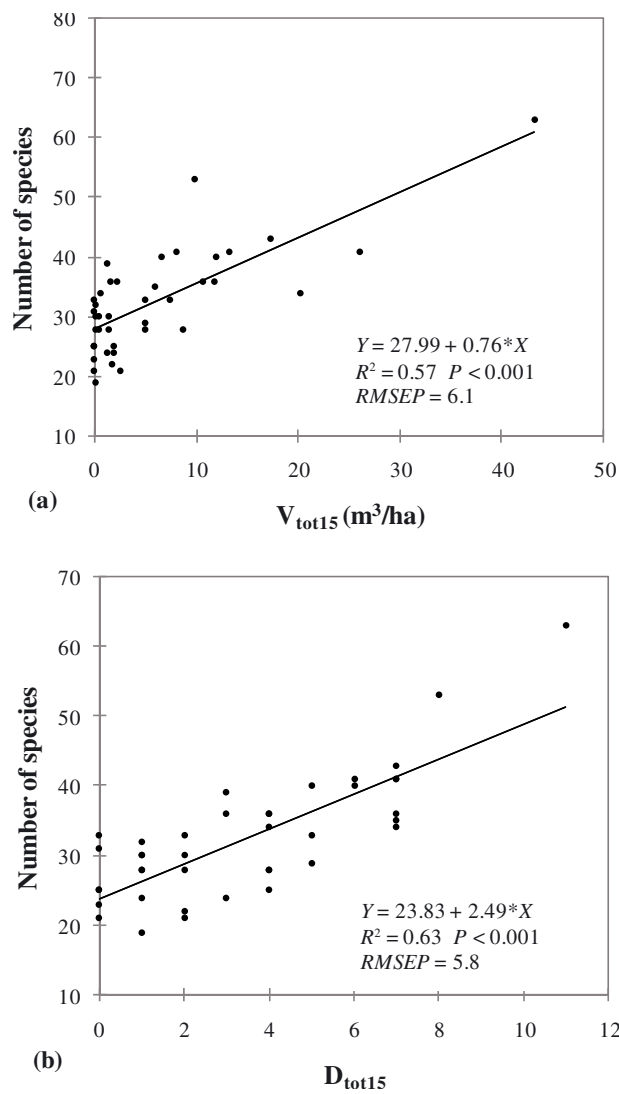 80
70
60
50
40
30
20
10
Number of species
Y = 27.99 + 0.76*X
R² = 0.57 P < 0.001
RMSEP = 6.1
0 10 20 30 40 50
(a)
V_tot15 (m³/ha)
70
60
50
40
30
20
10
Number of species
Y = 23.83 + 2.49*X
R² = 0.63 P < 0.001
RMSEP = 5.8
0 2 4 6 8 10 12
(b)
D_tot15